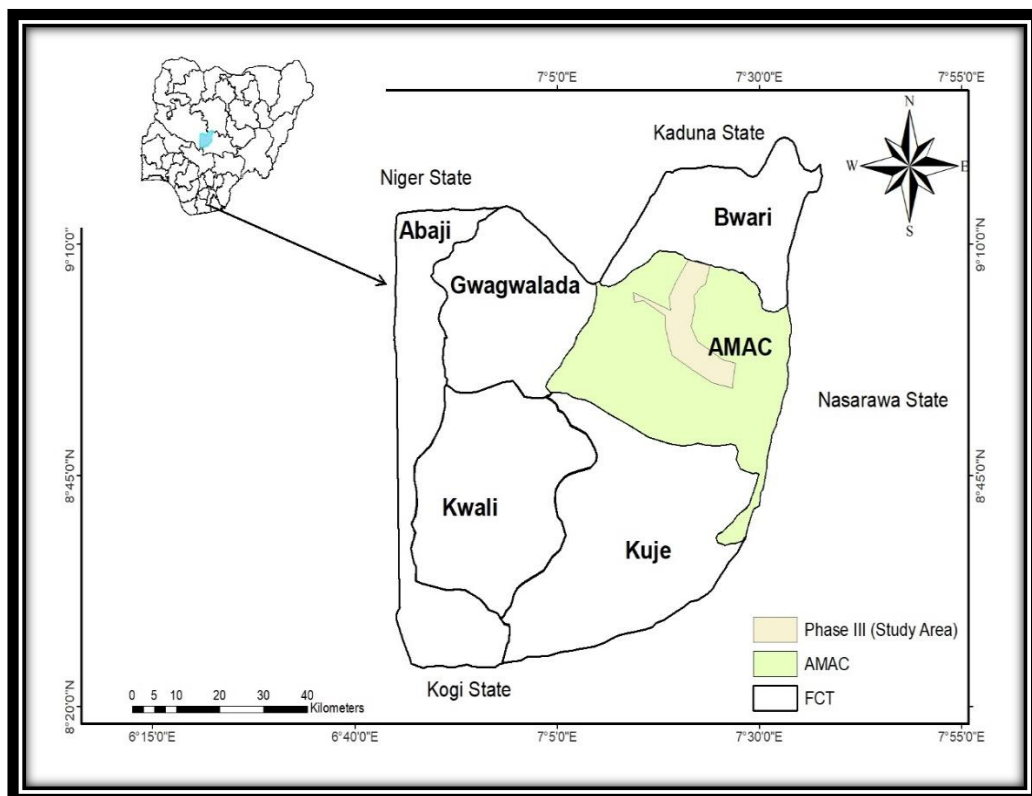 7°5'0"E
7°30'0"E
7°55'0"E
Kaduna State
N
W
E
S
Niger State
Abaji
Bwari
9°10'0"N
9°10'0"N
Gwagwalada
AMAC
Nasarawa State
8°45'0"N
8°45'0"N
Kwali
Kuje
Phase III (Study Area)
AMAC
FCT
Kogi State
0 5 10 20 30 40
Kilometers
8°20'0"N
8°20'0"N
6°15'0"E
6°40'0"E
7°5'0"E
7°30'0"E
7°55'0"E